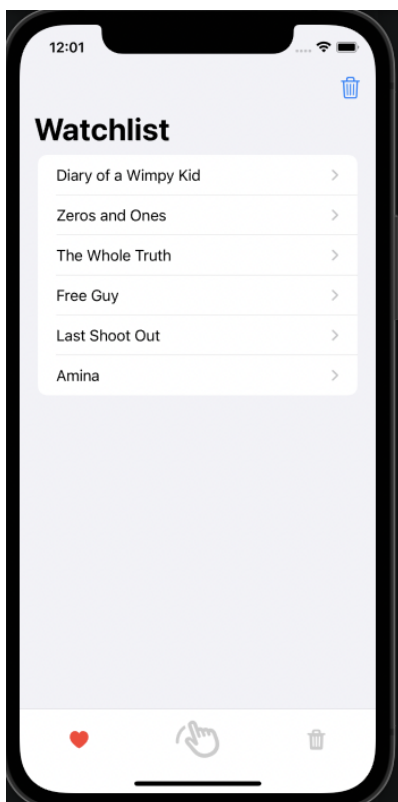 12:01
Watchlist
Diary of a Wimpy Kid
Zeros and Ones
The Whole Truth
Free Guy
Last Shoot Out
Amina